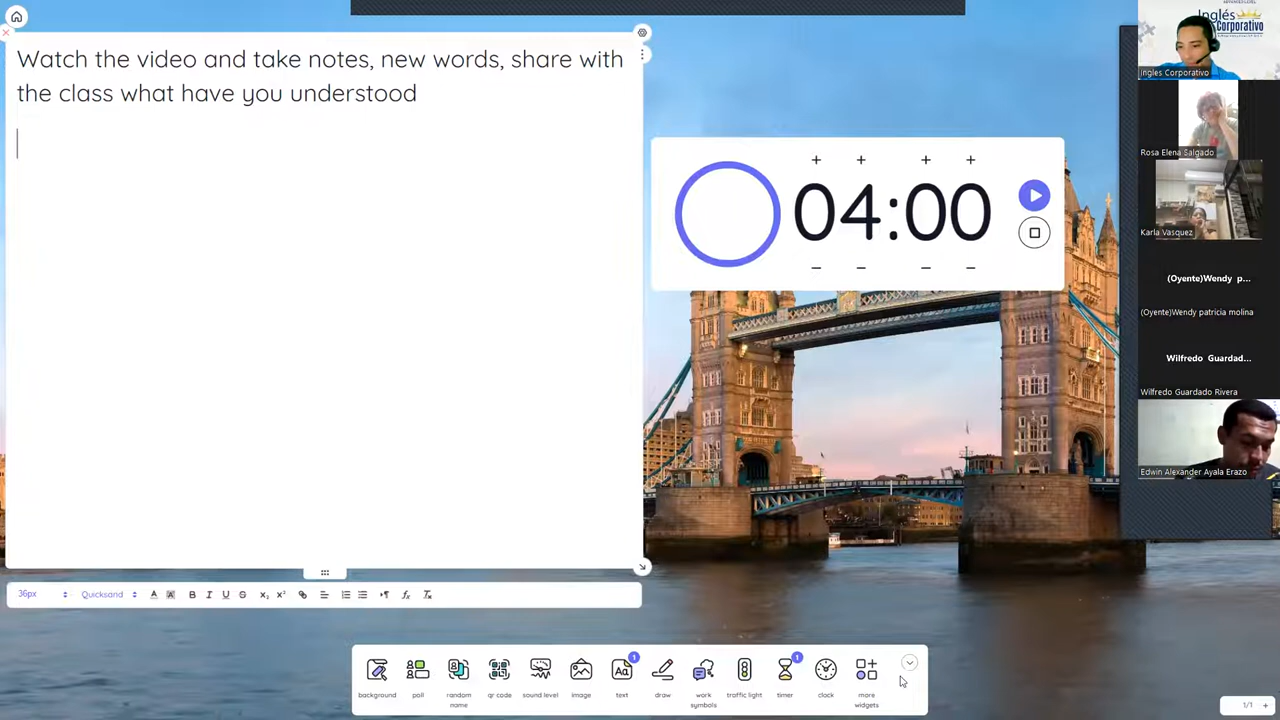 Watch the video and take notes, new words, share with
the class what have you understood
04:00
36px
Quicksand
background
poll
random
name
qr code
sound level
image
text
1
draw
work
symbols
traffic light
timer
1
clock
more
widgets
1/1
Inglés
Corporativo
Ingles Corporativo
Rosa Elena Salgado
Karla Vasquez
(Oyente)Wendy p...
(Oyente)Wendy patricia molina
Wilfredo Guardad...
Wilfredo Guardado Rivera
Edwin Alexander Ayala Erazo